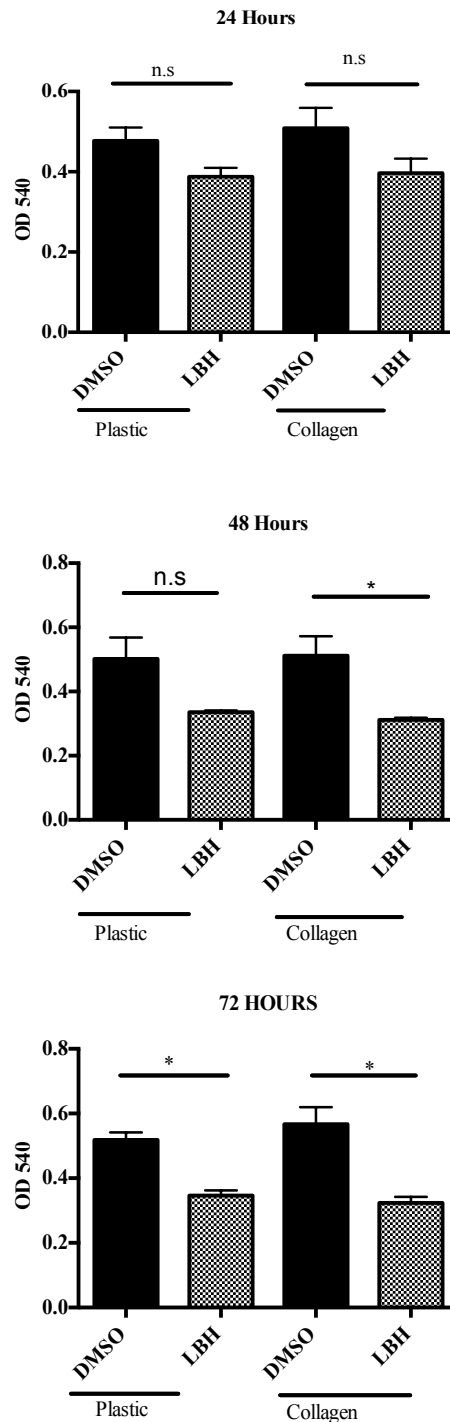 24 Hours
n.s n.s
0.6
0.4
0.2
0.0
OD 540
DMSO LBH DMSO LBH
Plastic Collagen
48 Hours
n.s *
0.8
0.6
0.4
0.2
0.0
OD 540
DMSO LBH DMSO LBH
Plastic Collagen
72 HOURS
* *
0.8
0.6
0.4
0.2
0.0
OD 540
DMSO LBH DMSO LBH
Plastic Collagen